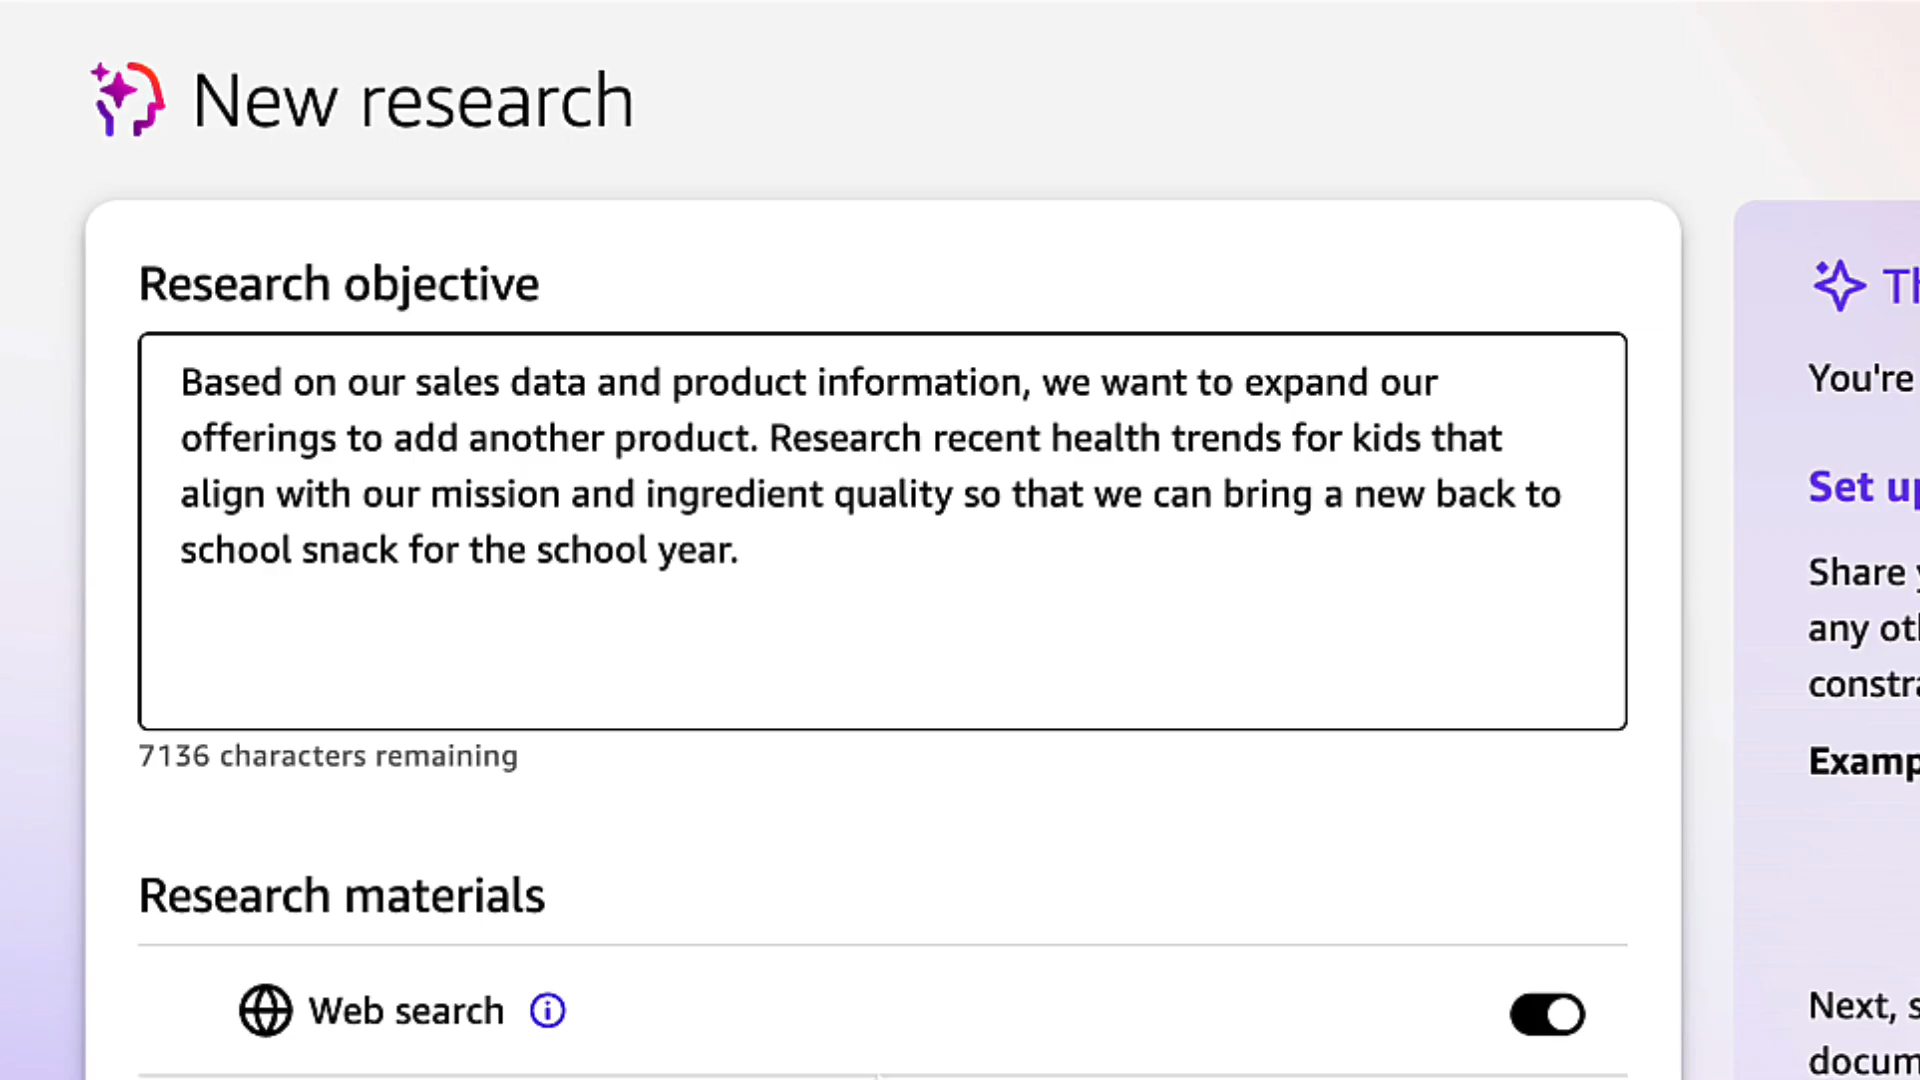 New research
Research objective
Based on our sales data and product information, we want to expand our
offerings to add another product. Research recent health trends for kids that
align with our mission and ingredient quality so that we can bring a new back to
school snack for the school year.
7136 characters remaining
Research materials
Web search
You're
Set up
Share
any
Next,